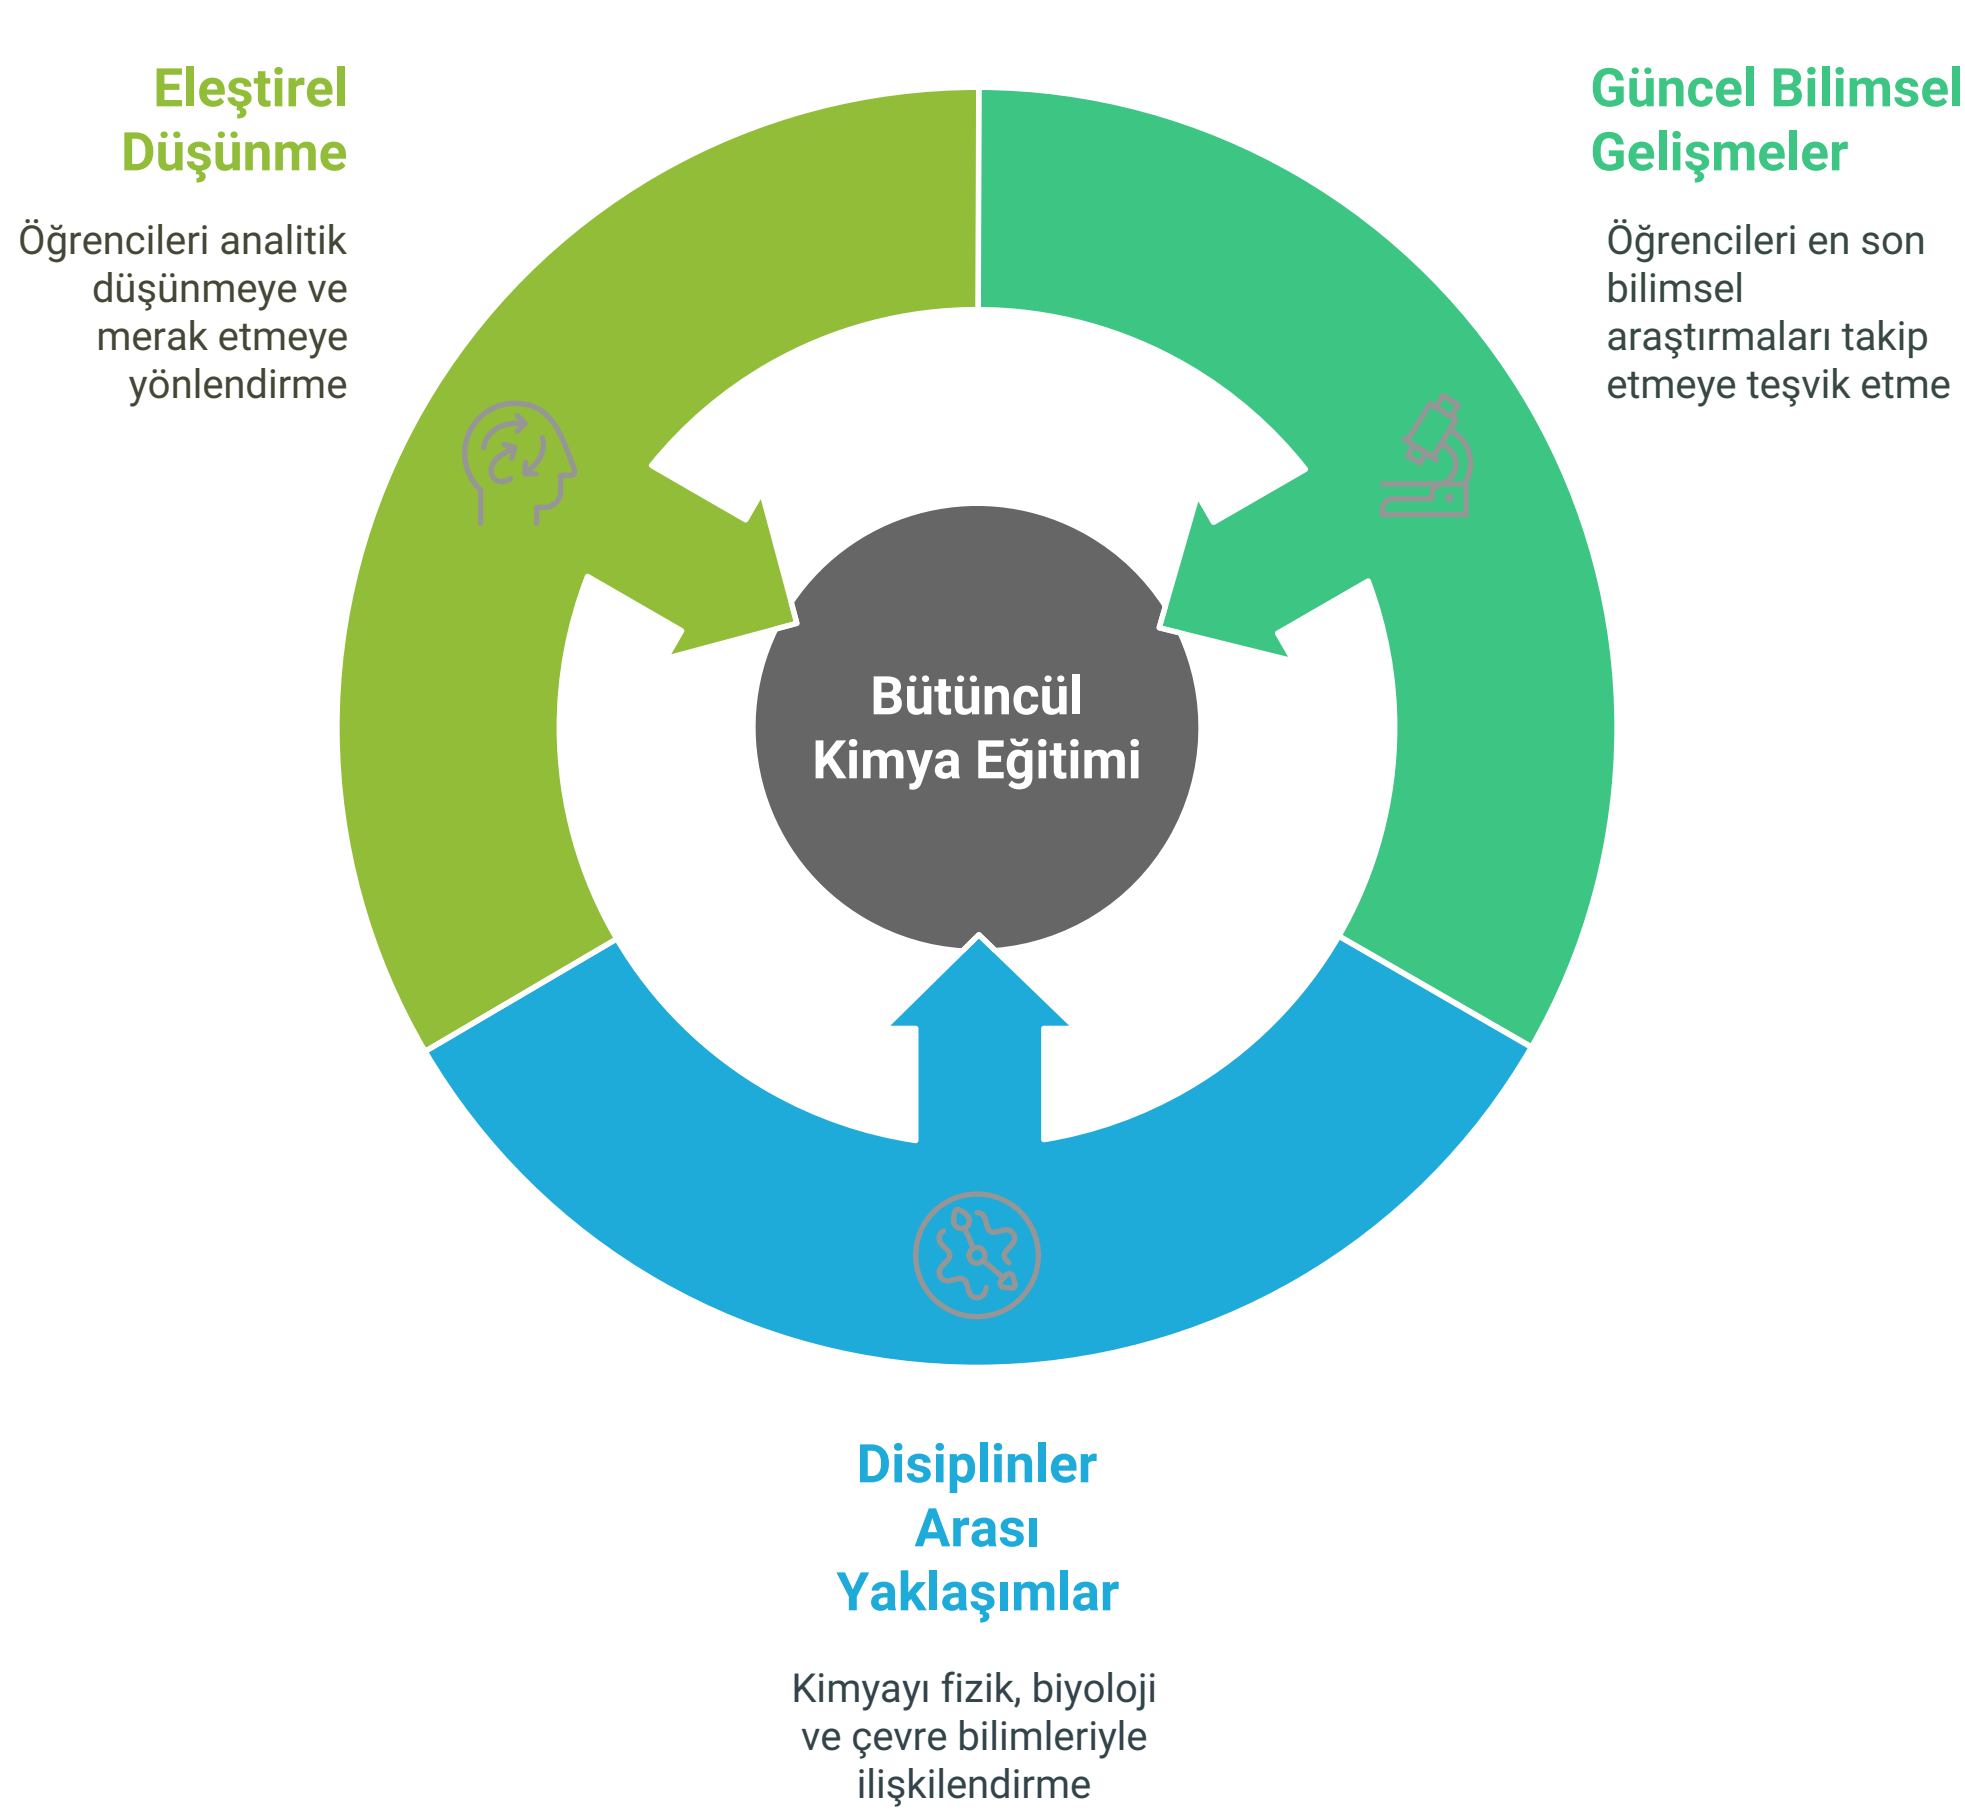 Eleştirel
Düşünme
Öğrencileri analitik
düşünmeye ve
merak etmeye
yönlendirme
Güncel Bilimsel
Gelişmeler
Öğrencileri en son
bilimsel
araştırmaları takip
etmeye teşvik etme
Bütüncül
Kimya Eğitimi
Disiplinler
Arası
Yaklaşımlar
Kimyayı fizik, biyoloji
ve çevre bilimleriyle
ilişkilendirme